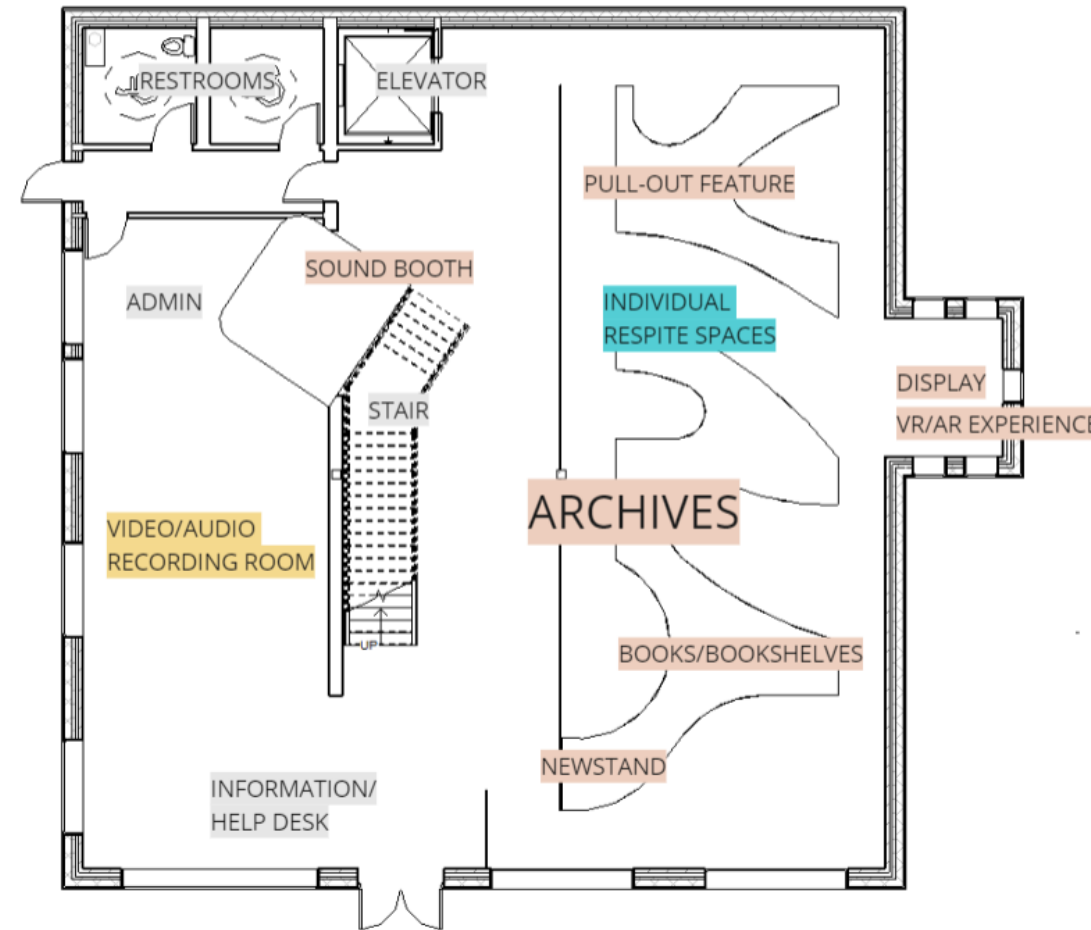 RESTROOMS
ELEVATOR
PULL-OUT FEATURE
SOUND BOOTH
ADMIN
INDIVIDUAL
RESPITE SPACES
DISPLAY
VR/AR EXPERIENCE
STAIR
ARCHIVES
VIDEO/AUDIO
RECORDING ROOM
UP
BOOKS/BOOKSHELVES
NEWSTAND
INFORMATION/
HELP DESK